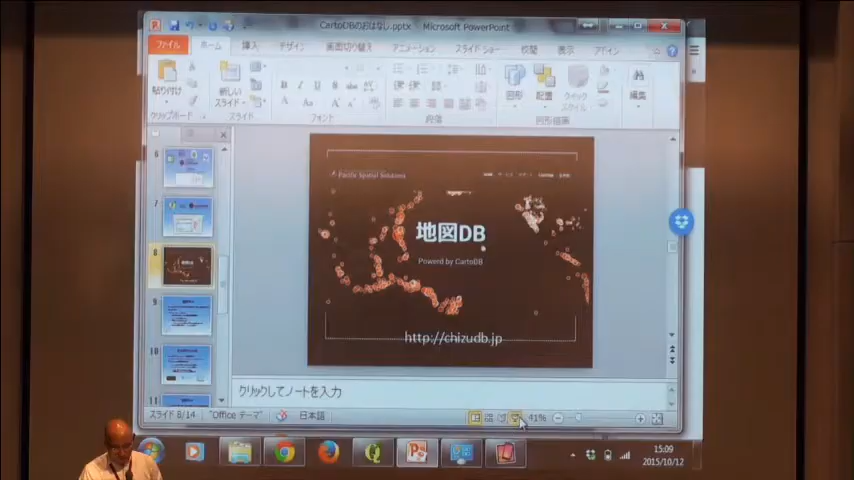 CartoDBのおはなし.pptx - Microsoft PowerPoint
ファイル ホーム 挿入 デザイン 画面切り替え アニメーション スライド ショー 校閲 表示 アドイン
貼り付け 新しい スライド 図形 配置 クイック スタイル 編集
クリップボード スライド フォント 段落 図形描画
6
7
8
9
10
11
Pacific Spatial Solutions
地図DB
Powered by CartoDB
http://chizudb.jp
クリックしてノートを入力
スライド 8/14 "Office テーマ" 日本語 41%
15:09
2015/10/12